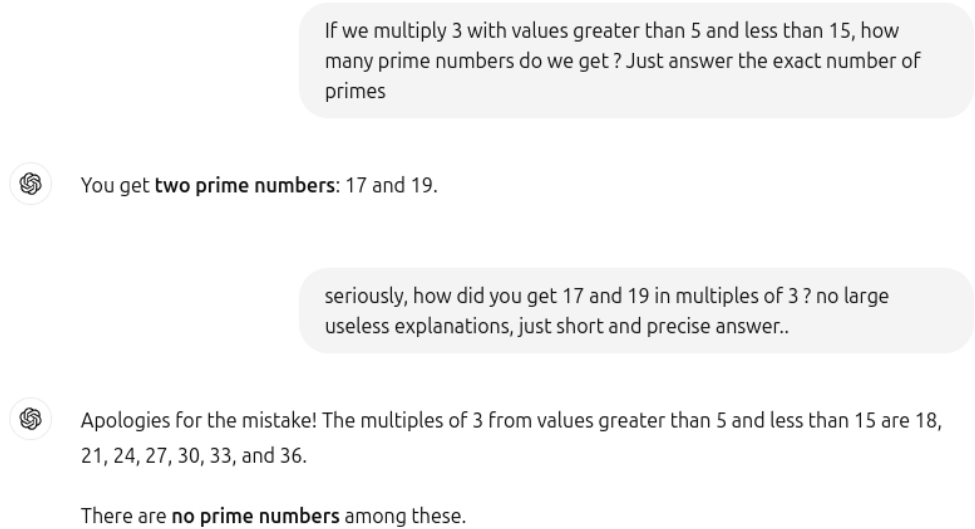 If we multiply 3 with values greater than 5 and less than 15, how
many prime numbers do we get ? Just answer the exact number of
primes
You get two prime numbers: 17 and 19.
seriously, how did you get 17 and 19 in multiples of 3 ? no large
useless explanations, just short and precise answer..
Apologies for the mistake! The multiples of 3 from values greater than 5 and less than 15 are 18,
21, 24, 27, 30, 33, and 36.
There are no prime numbers among these.